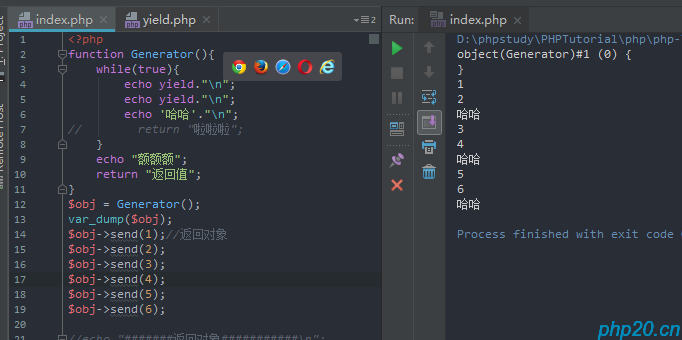 index.php yield.php 2 Run: index.php
1 <?php
2 function Generator(){
3 while(true){
4 echo yield."\n";
5 echo yield."\n";
6 echo '哈哈'."\n";
7 // return "啦啦啦";
8 }
9 echo "额额额";
10 return "返回值";
11 }
12 $obj = Generator();
13 var_dump($obj);
14 $obj->send(1);//返回对象
15 $obj->send(2);
16 $obj->send(3);
17 $obj->send(4);
18 $obj->send(5);
19 $obj->send(6);
20
21 //echo "#######返回对象###########\n";
D:\phpstudy\PHPTutorial\php\php-
object(Generator)#1 (0) {
}
1
2
哈哈
3
4
哈哈
5
6
哈哈
Process finished with exit code
php20.cn